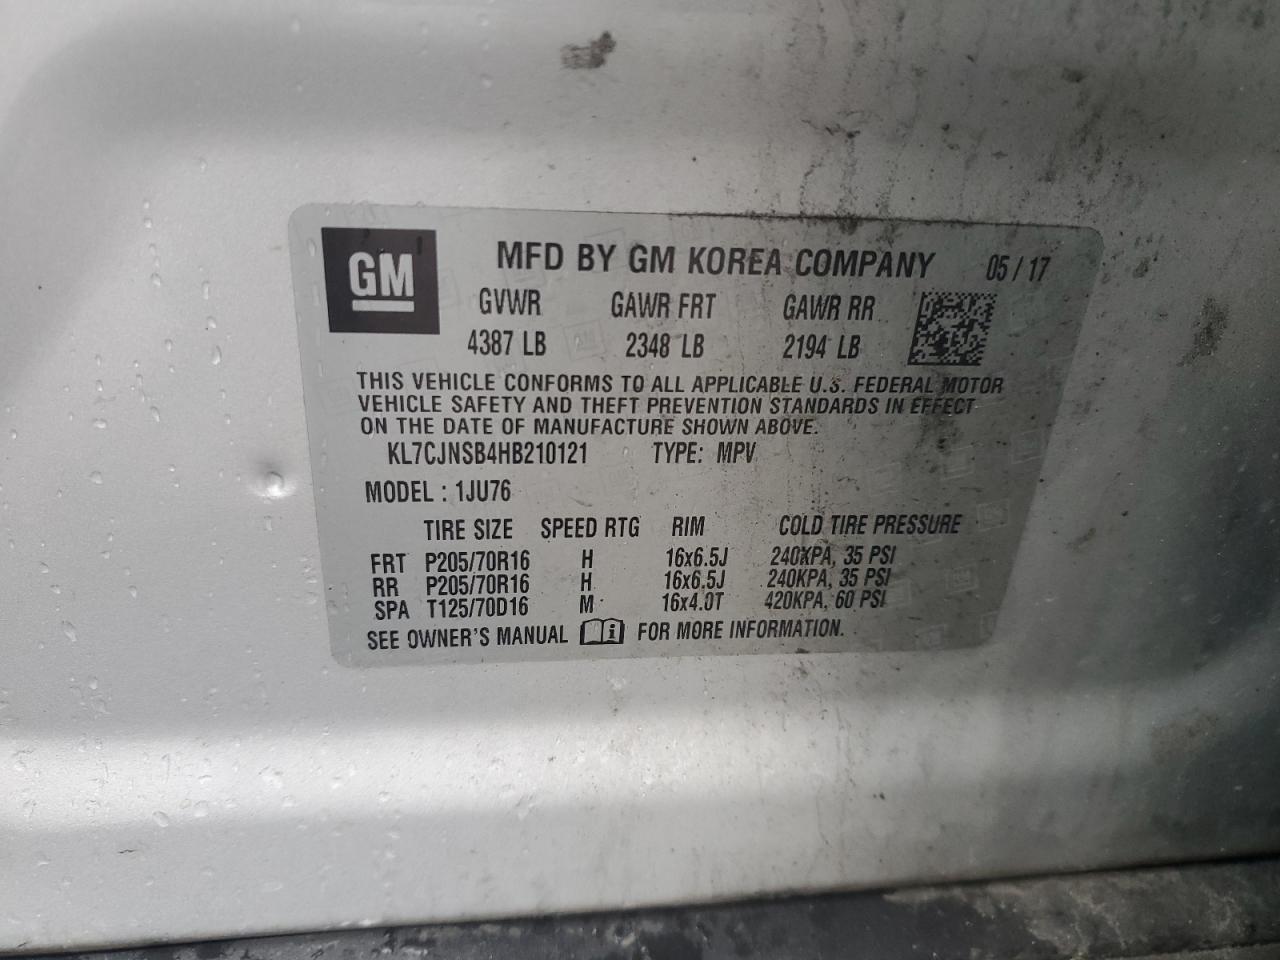 GM
MFD BY GM KOREA COMPANY 05/17
GVWR GAWR FRT GAWR RR
4387 LB 2348 LB 2194 LB
THIS VEHICLE CONFORMS TO ALL APPLICABLE U.S. FEDERAL MOTOR
VEHICLE SAFETY AND THEFT PREVENTION STANDARDS IN EFFECT
ON THE DATE OF MANUFACTURE SHOWN ABOVE.
KL7CJNSB4HB210121 TYPE: MPV
MODEL : 1JU76
TIRE SIZE SPEED RTG RIM COLD TIRE PRESSURE
FRT P205/70R16 H 16x6.5J 240KPA, 35 PSI
RR P205/70R16 H 16x6.5J 240KPA, 35 PSI
SPA T125/70D16 M 16x4.0T 420KPA, 60 PSI
SEE OWNER'S MANUAL i FOR MORE INFORMATION.